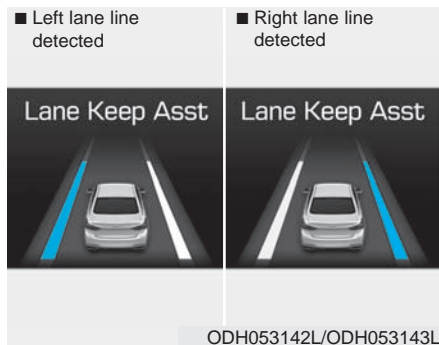 ■ Left lane line
detected
■ Right lane line
detected
Lane Keep Asst
Lane Keep Asst
ODH053142L/ODH053143L